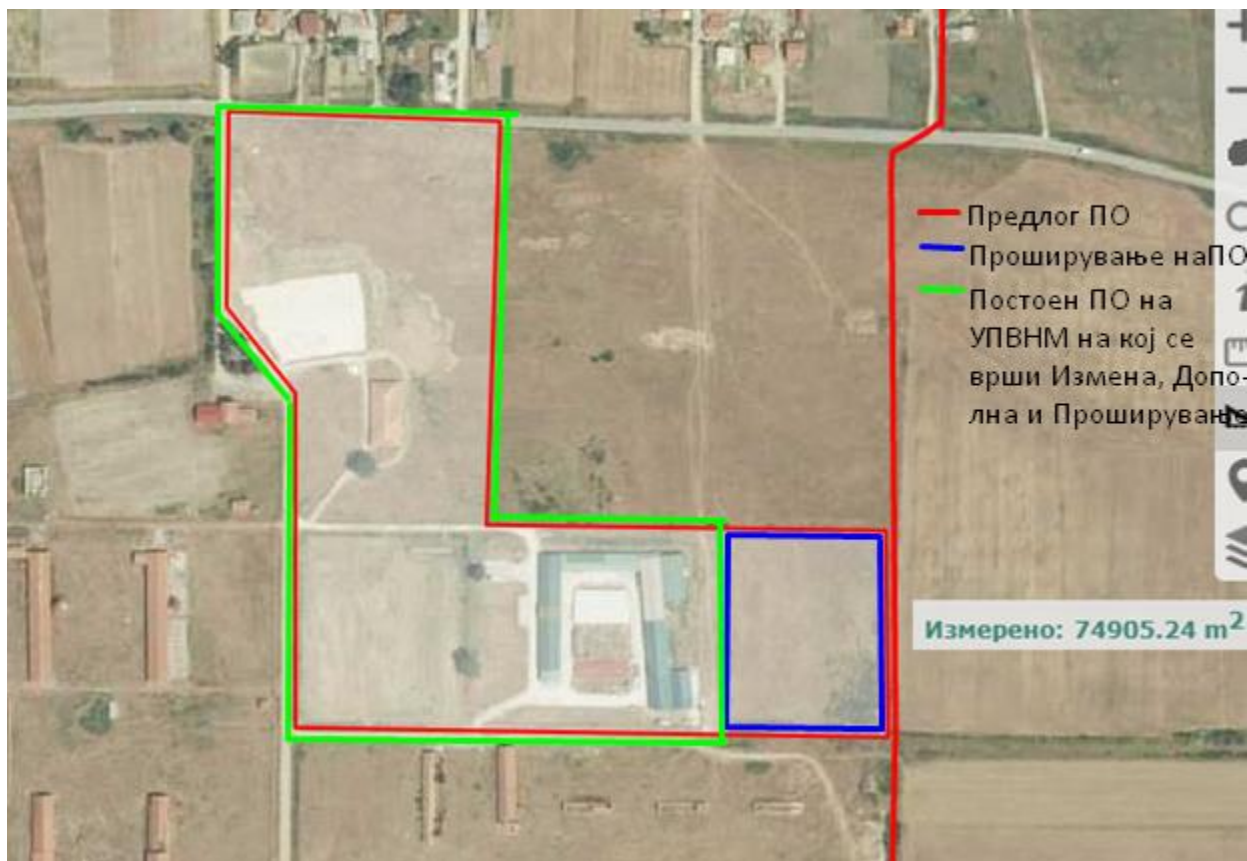 Предлог ПО
Проширување наПО
Постоен ПО на
УПВНМ на кој се
врши Измена, Допо-
лна и Проширување
Измерено: 74905.24 m²